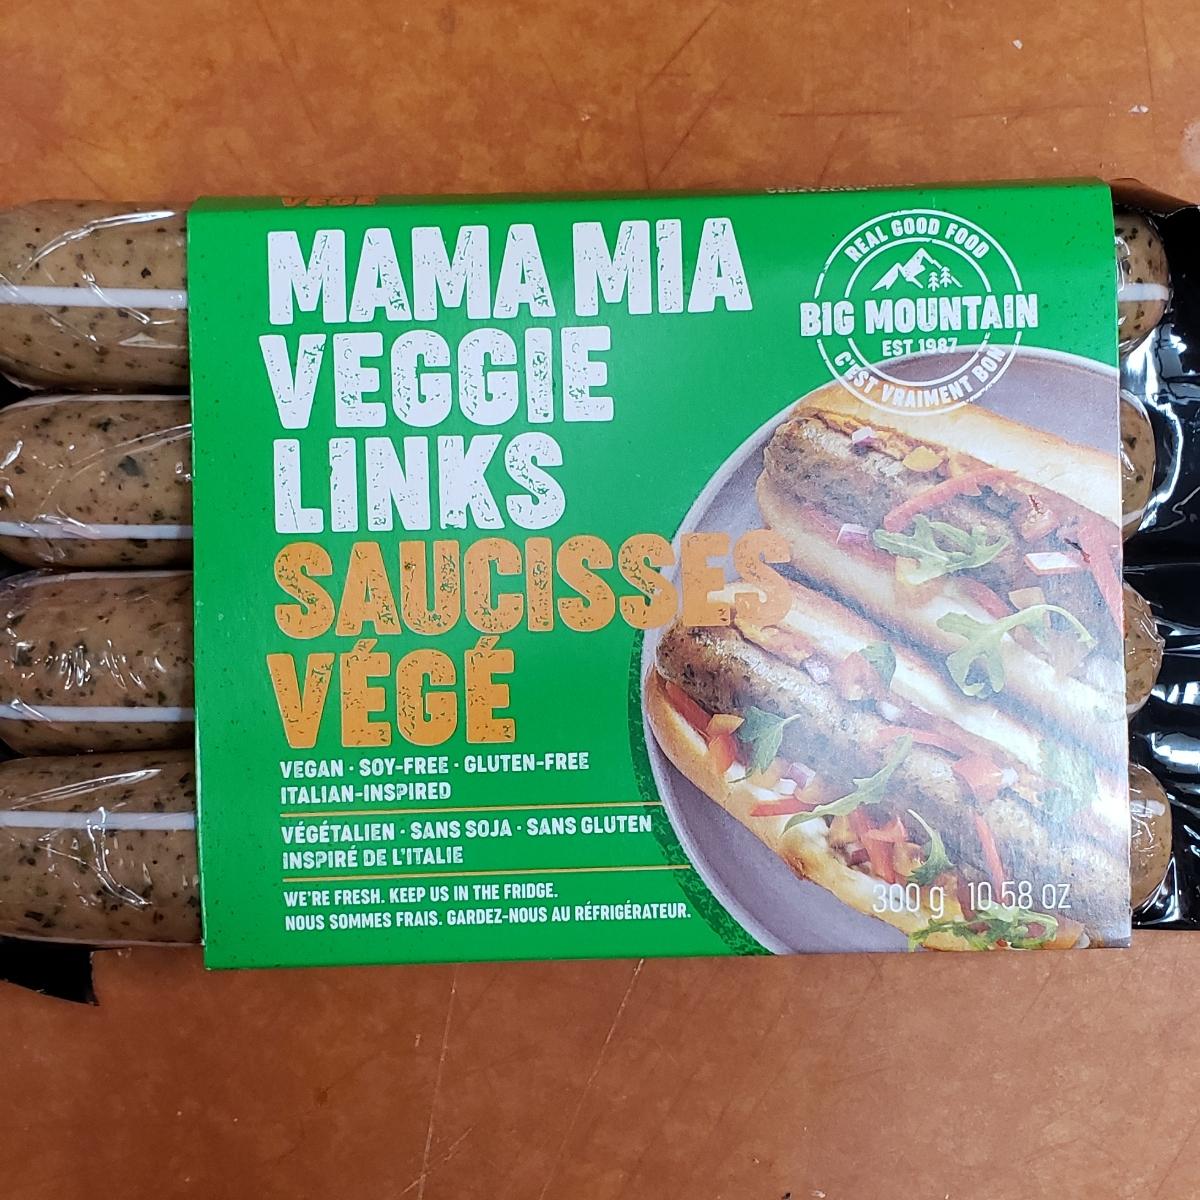 VÉGÉ
MAMA MIA
VEGGIE
LINKS
SAUCISSES
VÉGÉ
VEGAN · SOY-FREE · GLUTEN-FREE
ITALIAN-INSPIRED
VÉGÉTALIEN · SANS SOJA · SANS GLUTEN
INSPIRÉ DE L'ITALIE
WE'RE FRESH. KEEP US IN THE FRIDGE.
NOUS SOMMES FRAIS. GARDEZ-NOUS AU RÉFRIGÉRATEUR.
REAL GOOD FOOD
BIG MOUNTAIN
EST 1987
C'EST VRAIMENT BON
300 g 10.58 oz